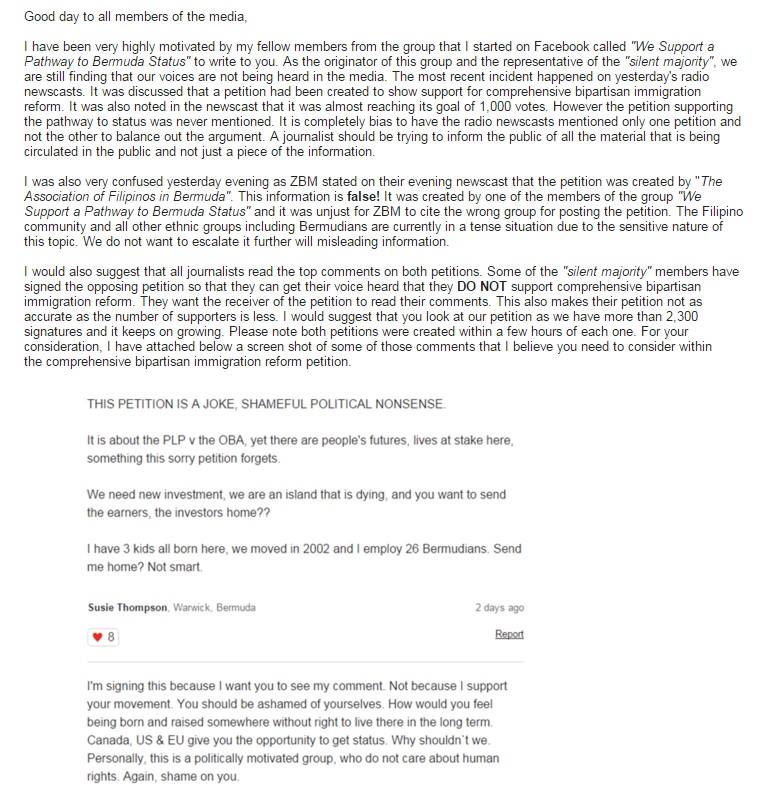 Good day to all members of the media,
I have been very highly motivated by my fellow members from the group that I started on Facebook called "We Support a
Pathway to Bermuda Status" to write to you. As the originator of this group and the representative of the "silent majority", we
are still finding that our voices are not being heard in the media. The most recent incident happened on yesterday's radio
newscasts. It was discussed that a petition had been created to show support for comprehensive bipartisan immigration
reform. It was also noted in the newscast that it was almost reaching its goal of 1,000 votes. However the petition supporting
the pathway to status was never mentioned. It is completely bias to have the radio newscasts mentioned only one petition and
not the other to balance out the argument. A journalist should be trying to inform the public of all the material that is being
circulated in the public and not just a piece of the information.
I was also very confused yesterday evening as ZBM stated on their evening newscast that the petition was created by "The
Association of Filipinos in Bermuda". This information is false! It was created by one of the members of the group "We
Support a Pathway to Bermuda Status" and it was unjust for ZBM to cite the wrong group for posting the petition. The Filipino
community and all other ethnic groups including Bermudians are currently in a tense situation due to the sensitive nature of
this topic. We do not want to escalate it further will misleading information.
I would also suggest that all journalists read the top comments on both petitions. Some of the "silent majority" members have
signed the opposing petition so that they can get their voice heard that they DO NOT support comprehensive bipartisan
immigration reform. They want the receiver of the petition to read their comments. This also makes their petition not as
accurate as the number of supporters is less. I would suggest that you look at our petition as we have more than 2,300
signatures and it keeps on growing. Please note both petitions were created within a few hours of each one. For your
consideration, I have attached below a screen shot of some of those comments that I believe you need to consider within
the comprehensive bipartisan immigration reform petition.
THIS PETITION IS A JOKE, SHAMEFUL POLITICAL NONSENSE.
It is about the PLP v the OBA, yet there are people's futures, lives at stake here,
something this sorry petition forgets.
We need new investment, we are an island that is dying, and you want to send
the earners, the investors home??
I have 3 kids all born here, we moved in 2002 and I employ 26 Bermudians. Send
me home? Not smart.
Susie Thompson, Warwick, Bermuda 2 days ago
8 Report
I'm signing this because I want you to see my comment. Not because I support
your movement. You should be ashamed of yourselves. How would you feel
being born and raised somewhere without right to live there in the long term.
Canada, US & EU give you the opportunity to get status. Why shouldn't we.
Personally, this is a politically motivated group, who do not care about human
rights. Again, shame on you.